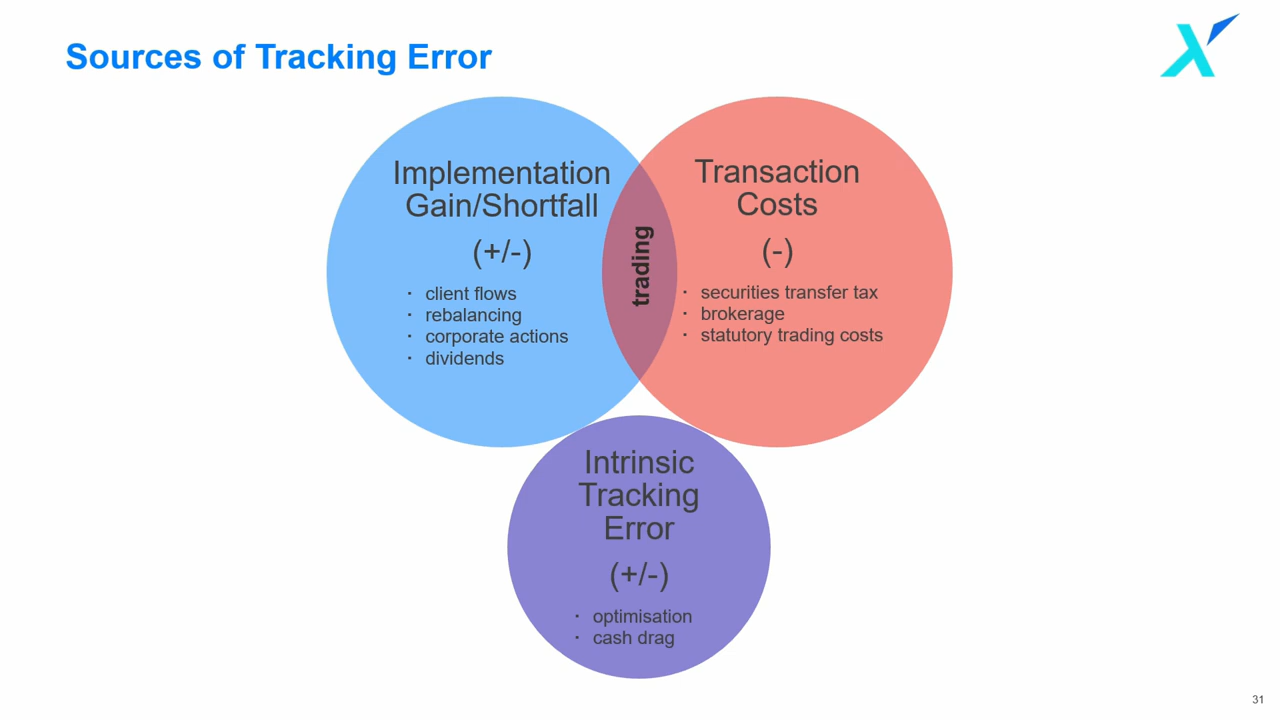 Sources of Tracking Error
Implementation
Gain/Shortfall
(+/-)
· client flows
· rebalancing
· corporate actions
· dividends
trading
Transaction
Costs
(-)
· securities transfer tax
· brokerage
· statutory trading costs
Intrinsic
Tracking
Error
(+/-)
· optimisation
· cash drag
31